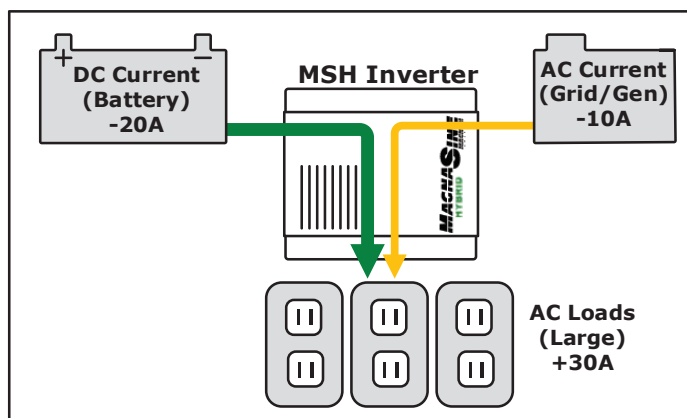 + −
DC Current
(Battery)
-20A
MSH Inverter
AC Current
(Grid/Gen)
-10A
MAGNASINE
HYBRID
AC Loads
(Large)
+30A